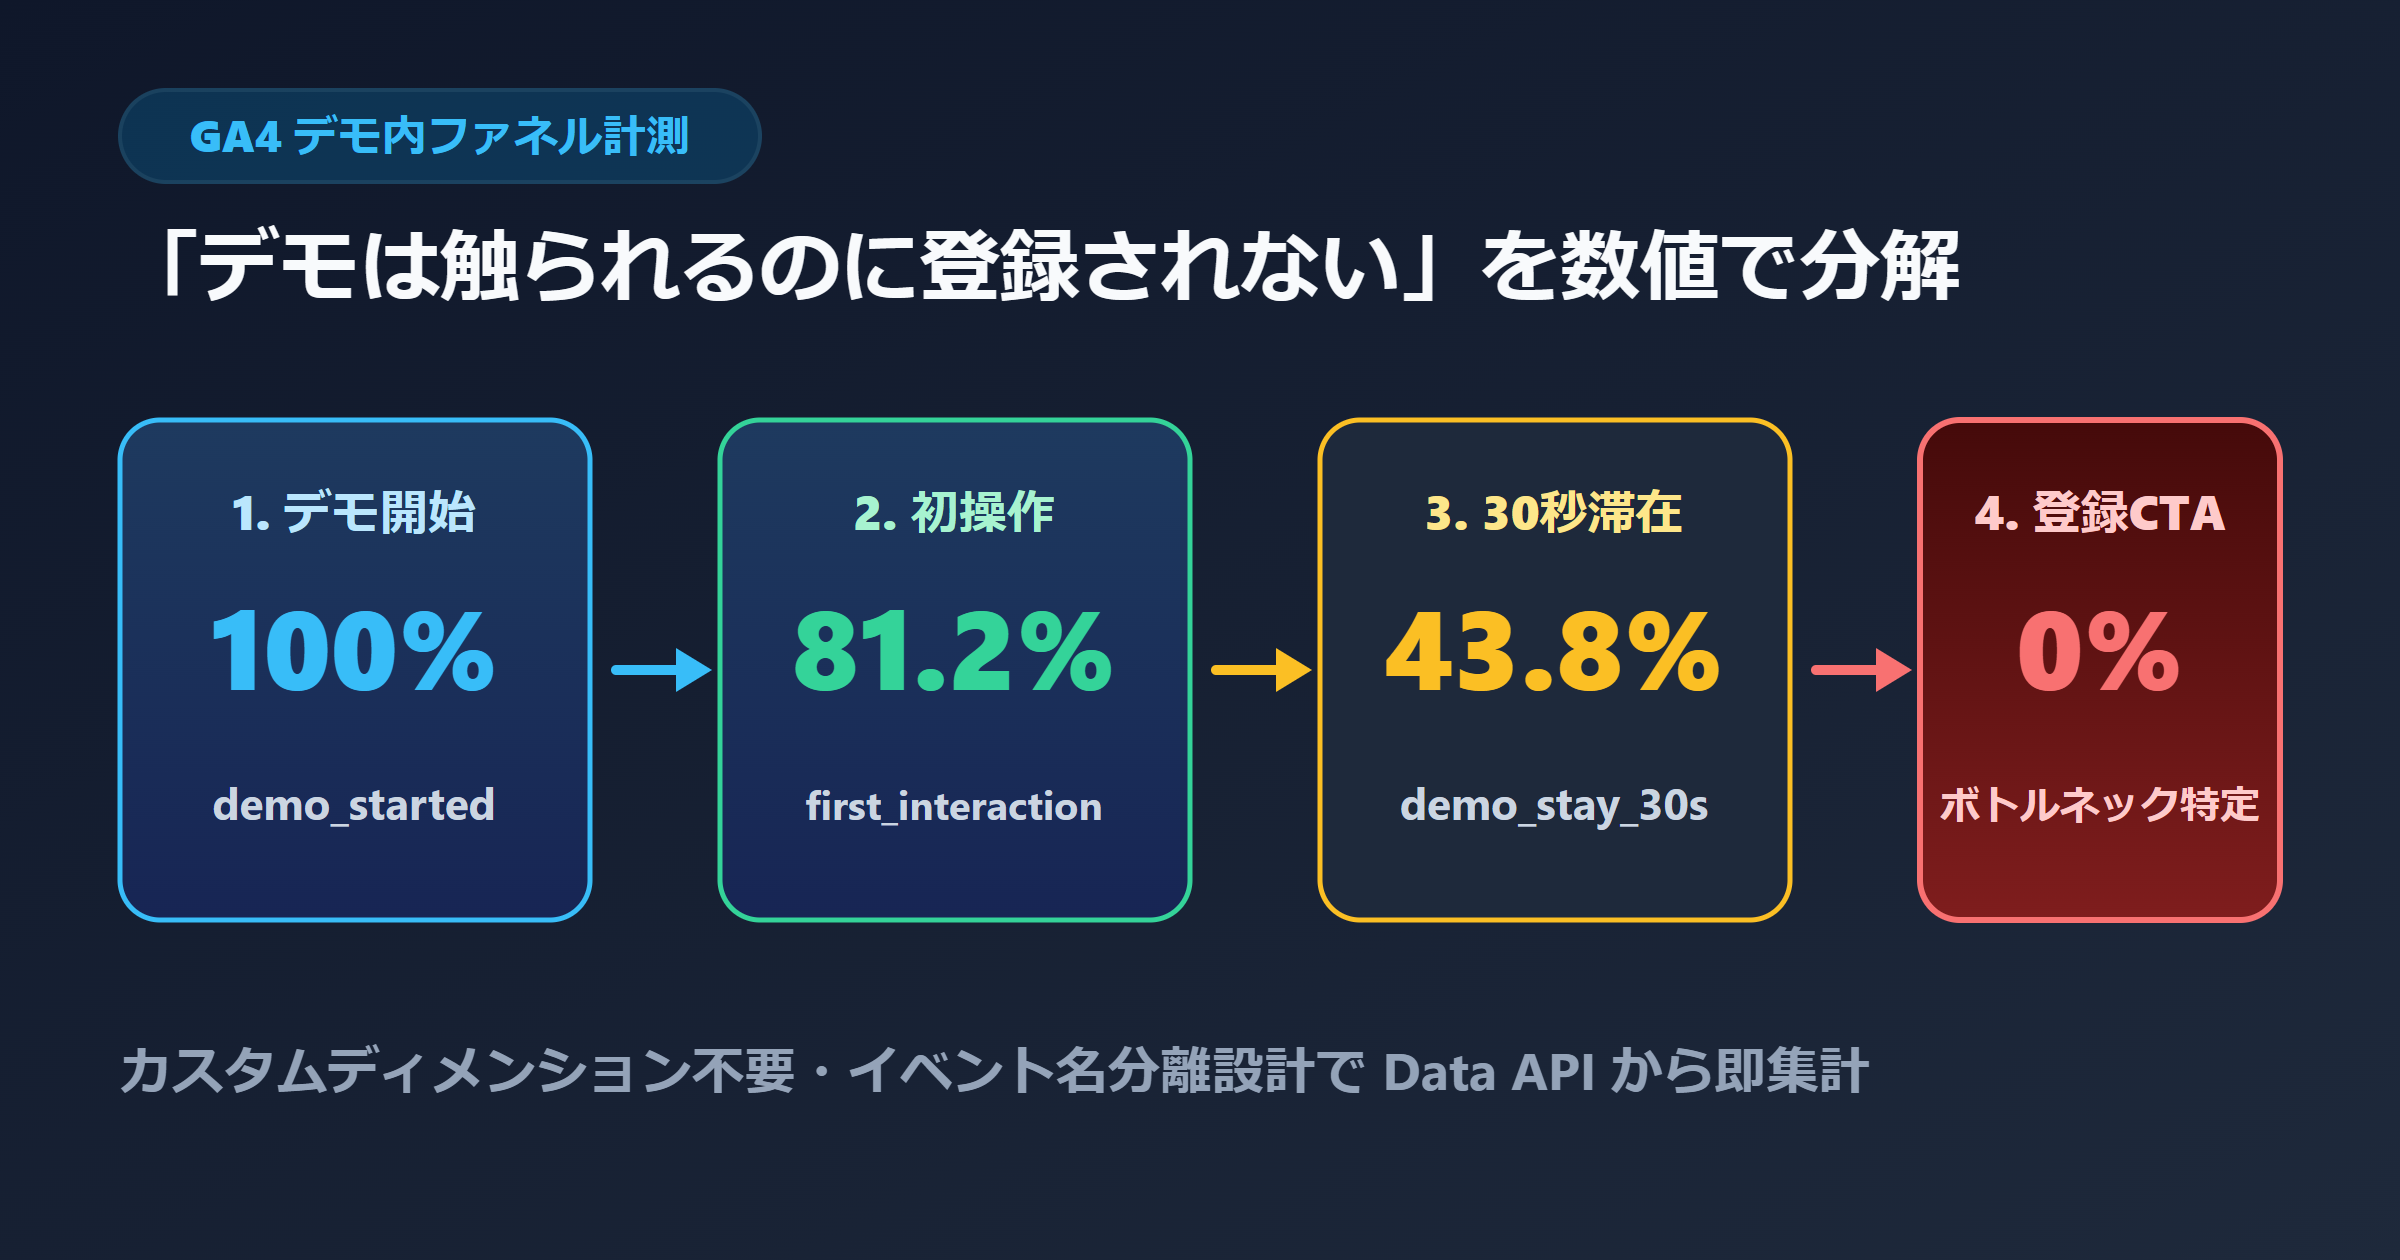 GA4 デモ内ファネル計測
「デモは触られるのに登録されない」を数値で分解
1. デモ開始
100%
demo_started
2. 初操作
81.2%
first_interaction
3. 30秒滞在
43.8%
demo_stay_30s
4. 登録CTA
0%
ボトルネック特定
カスタムディメンション不要・イベント名分離設計で Data API から即集計